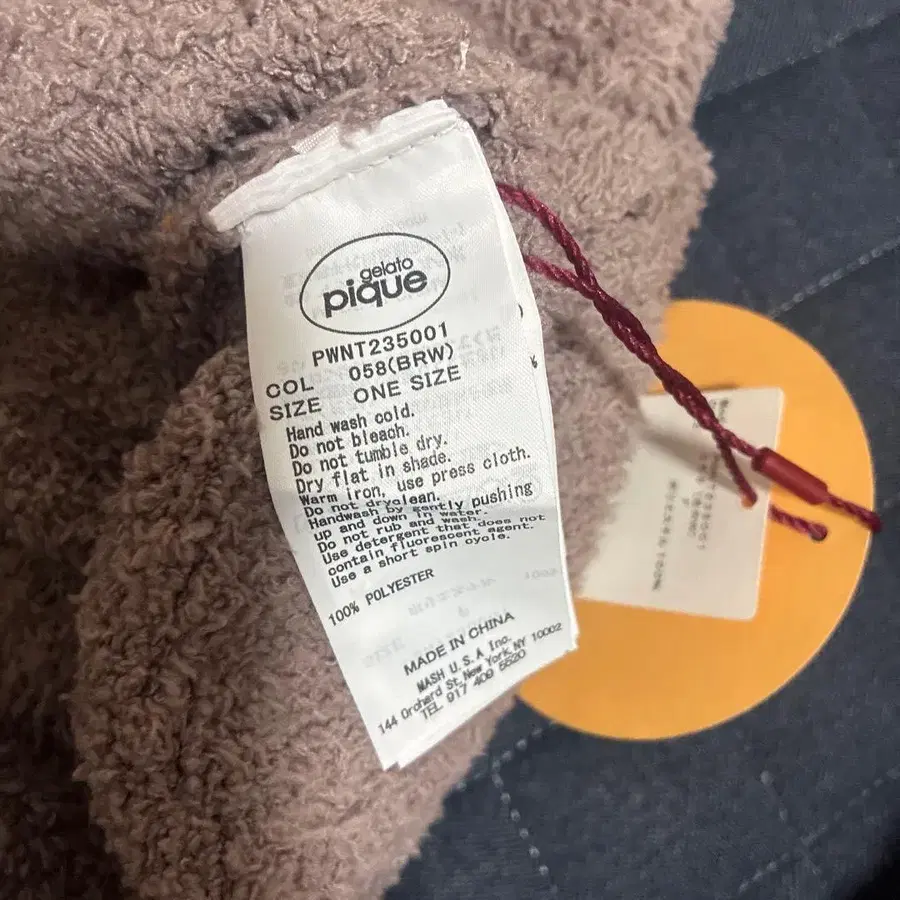 gelato
pique
PWNT235001
COL 058(BRW)
SIZE ONE SIZE
Hand wash cold.
Do not bleach.
Do not tumble dry.
Dry flat in shade.
Warm iron, use press cloth.
Do not dryclean.
Handwash by gently pushing
up and down in water.
Do not rub and wash.
Use detergent that does not
contain fluorescent agent.
Use a short spin cycle.
100% POLYESTER
MADE IN CHINA
MASH U.S.A Inc.
144 Orchard St, New York, NY 10002
TEL 917 409 5520